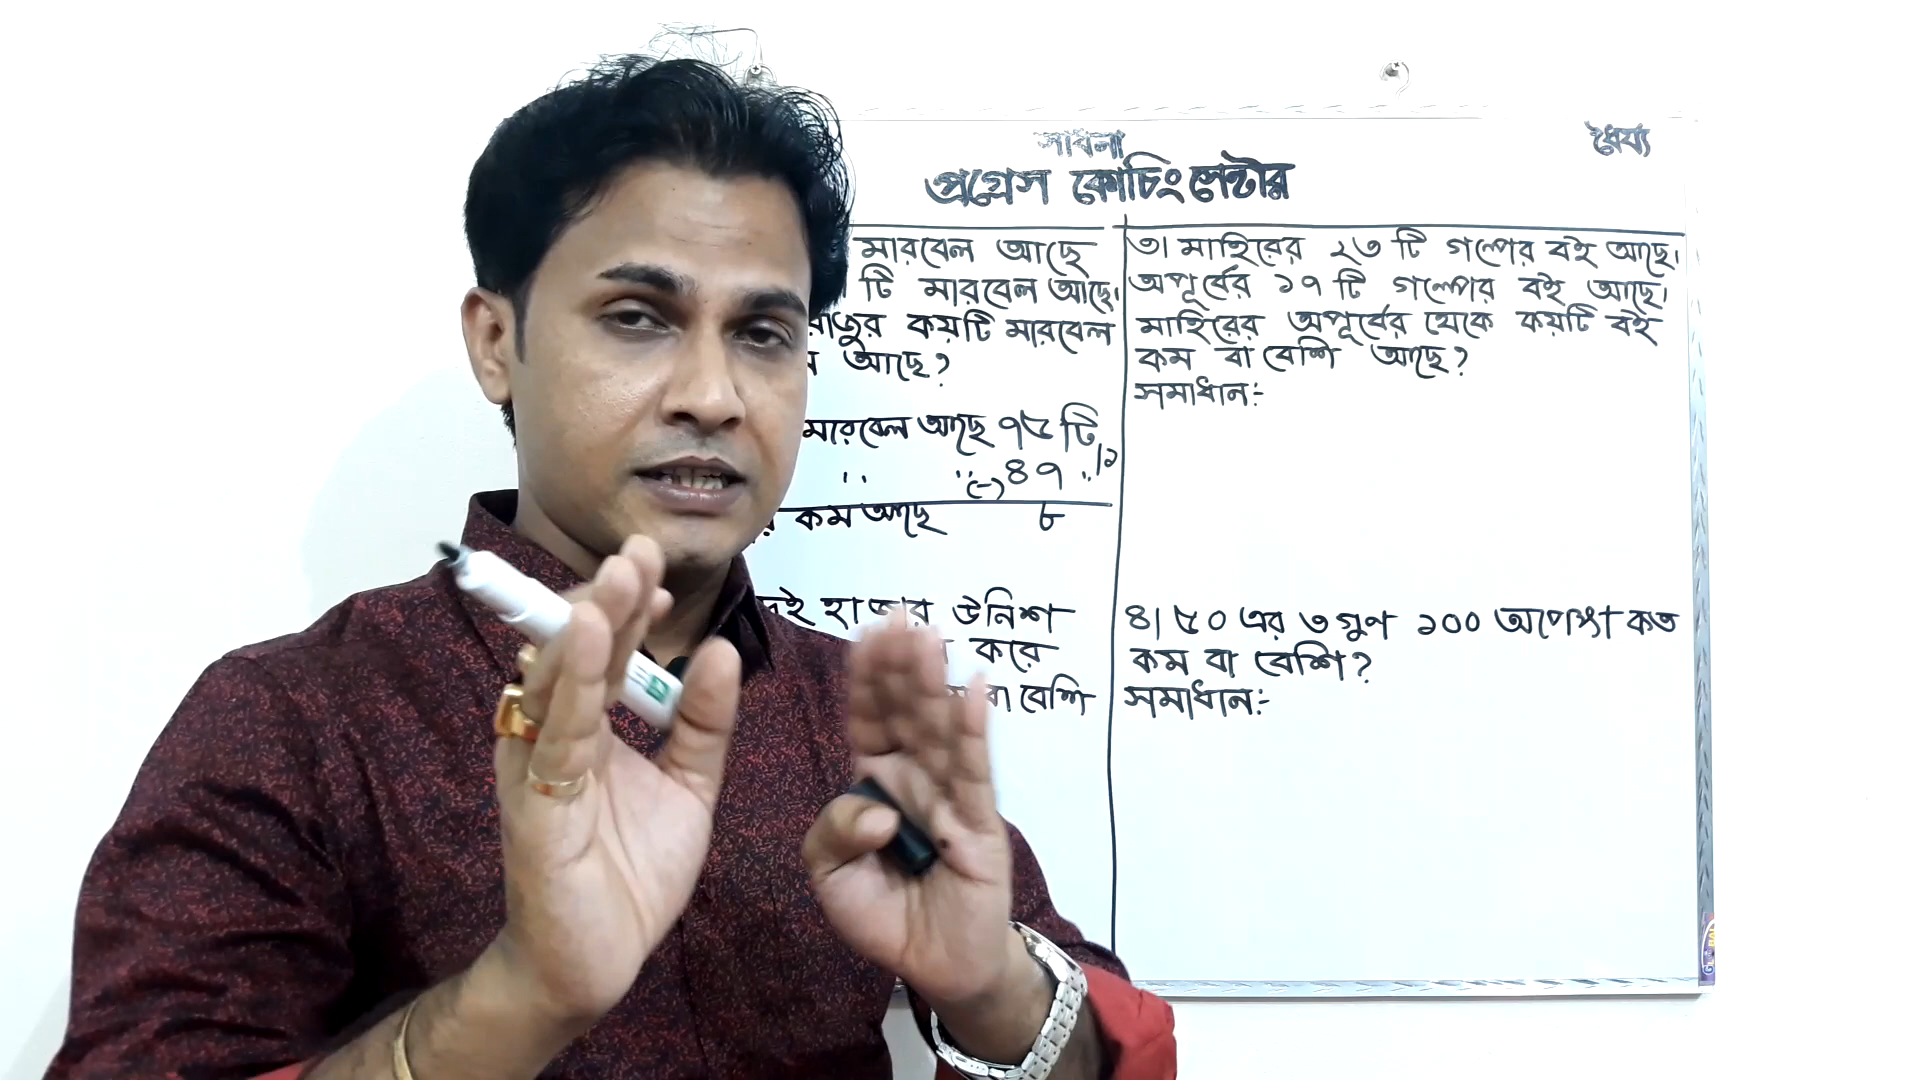 সাধনা
ধৈর্য্য
প্রগ্রেস কোচিং সেন্টার
মারবেল আছে
টি মারবেল আছে।
রাজুর কয়টি মারবেল
আছে?
মারবেল আছে ৭৫ টি
" " (-) ৪৭ " ১
কম আছে ৮
দুই হাজার উনিশ
করে
বা বেশি
৩। মাহিরের ২৩ টি গল্পের বই আছে।
অপূর্বের ১৭ টি গল্পের বই আছে।
মাহিরের অপূর্বের থেকে কয়টি বই
কম বা বেশি আছে?
সমাধান:-
৪। ৫০ এর ৩ গুণ ১০০ অপেক্ষা কত
কম বা বেশি?
সমাধান:-